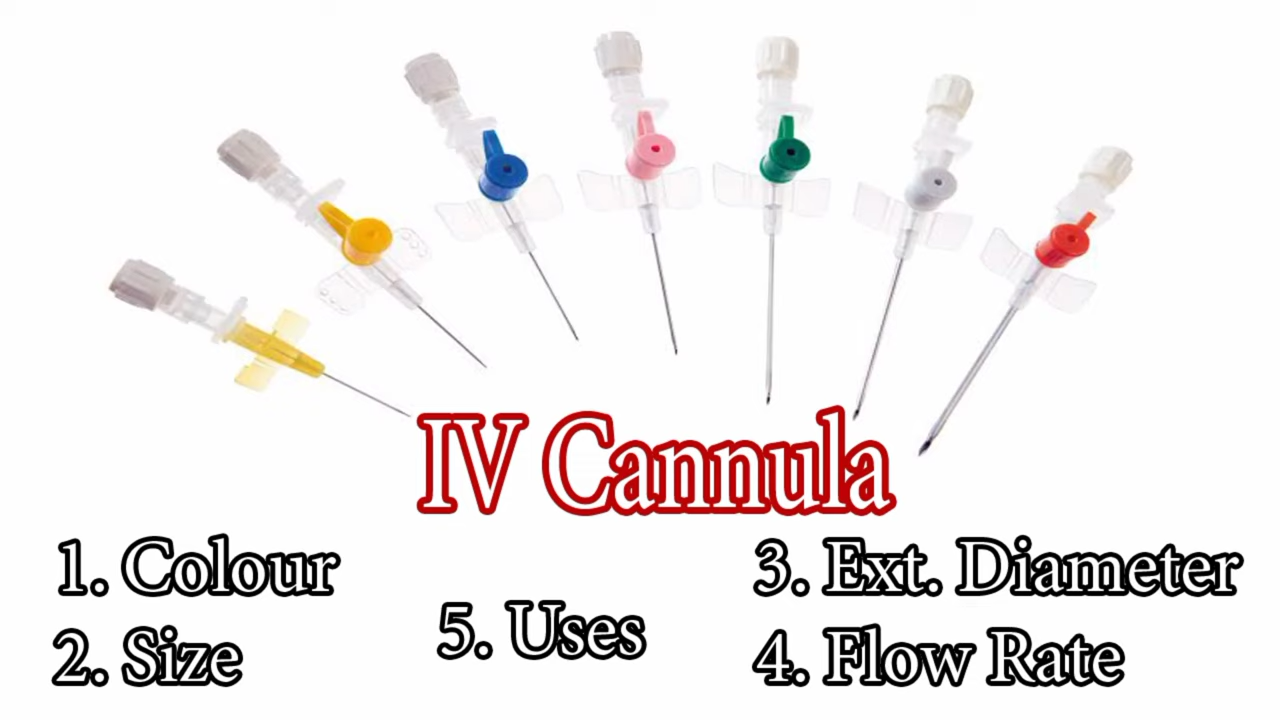 IV Cannula
1. Colour
2. Size
3. Ext. Diameter
4. Flow Rate
5. Uses